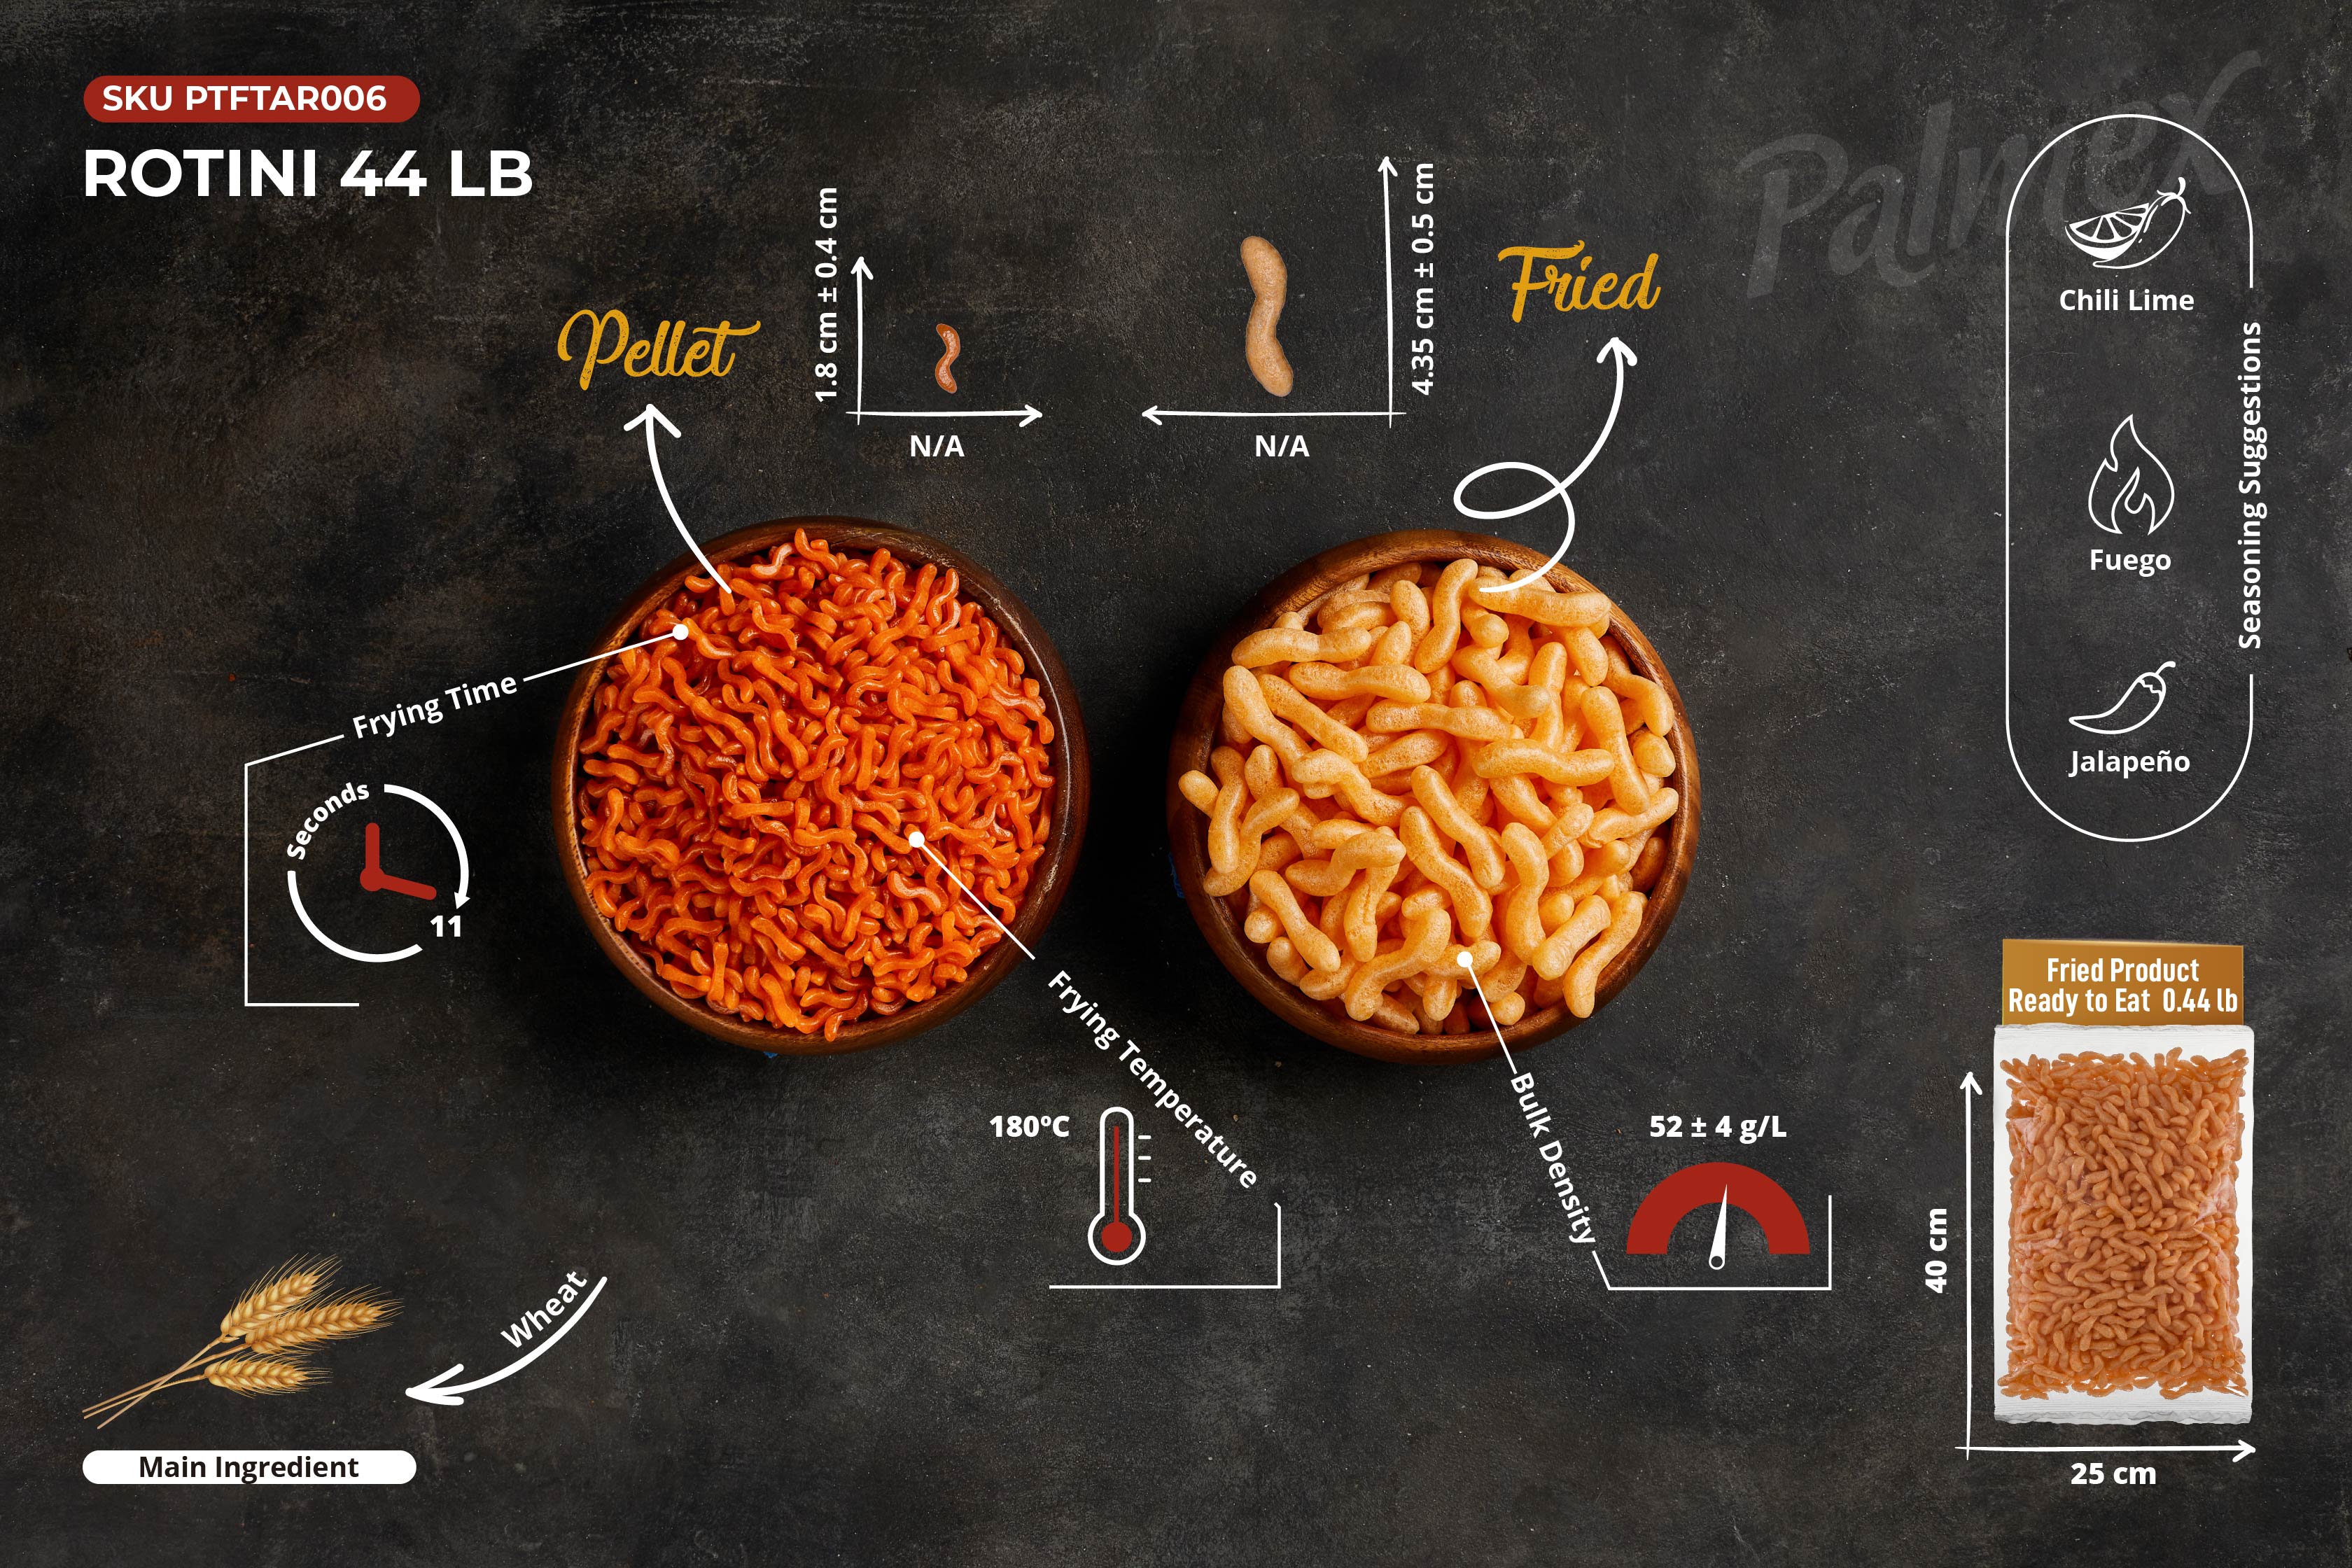 SKU PTFTAR006
ROTINI 44 LB
Palmex
Pellet
1.8 cm ± 0.4 cm
N/A
N/A
4.35 cm ± 0.5 cm
Fried
Chili Lime
Fuego
Jalapeño
Seasoning Suggestions
Frying Time
Seconds
11
Frying Temperature
180ºC
Bulk Density
52 ± 4 g/L
Fried Product
Ready to Eat 0.44 lb
40 cm
25 cm
Wheat
Main Ingredient